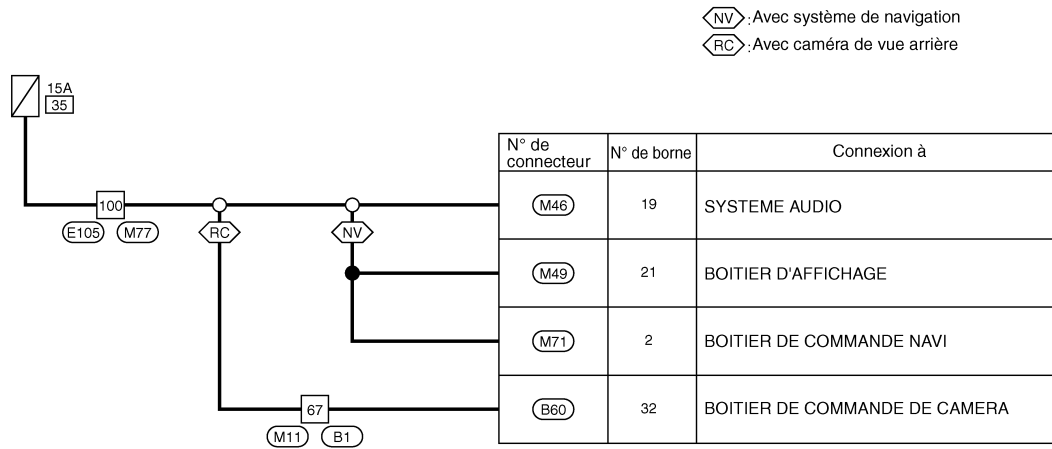 NV :Avec système de navigation
RC :Avec caméra de vue arrière
15A
35
N° de connecteur
N° de borne
Connexion à
100
E105
M77
RC
NV
M46
19
SYSTEME AUDIO
M49
21
BOITIER D'AFFICHAGE
M71
2
BOITIER DE COMMANDE NAVI
67
M11
B1
B60
32
BOITIER DE COMMANDE DE CAMERA